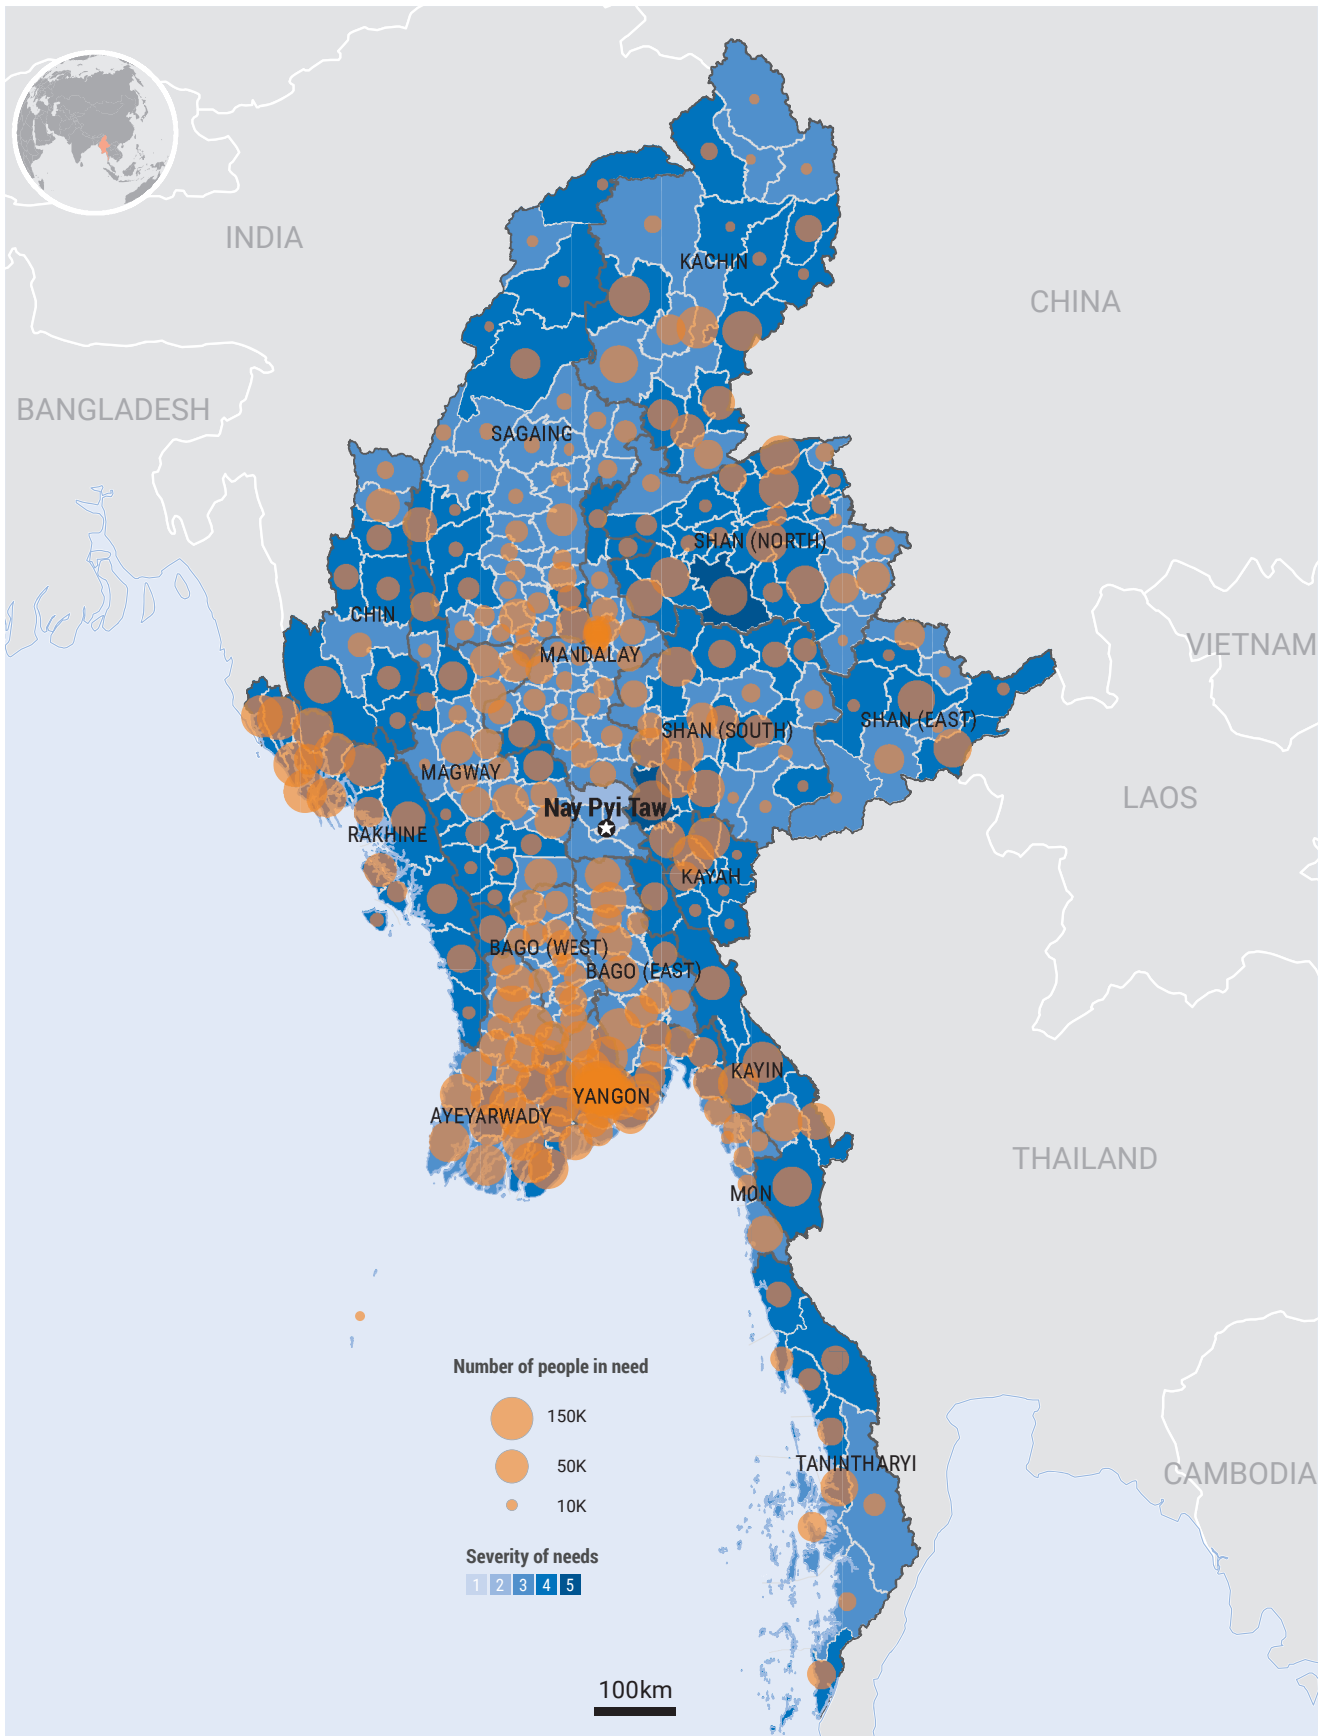 INDIA
KACHIN
CHINA
BANGLADESH
SAGAING
SHAN (NORTH)
CHIN
VIETNAM
MANDALAY
SHAN (EAST)
SHAN (SOUTH)
MAGWAY
LAOS
Nay Pyi Taw
RAKHINE
KAYAH
BAGO (WEST)
BAGO (EAST)
KAYIN
YANGON
AYEYARWADY
THAILAND
MON
Number of people in need
150K
50K
10K
TANINTHARYI
CAMBODIA
Severity of needs
1 2 3 4 5
100km